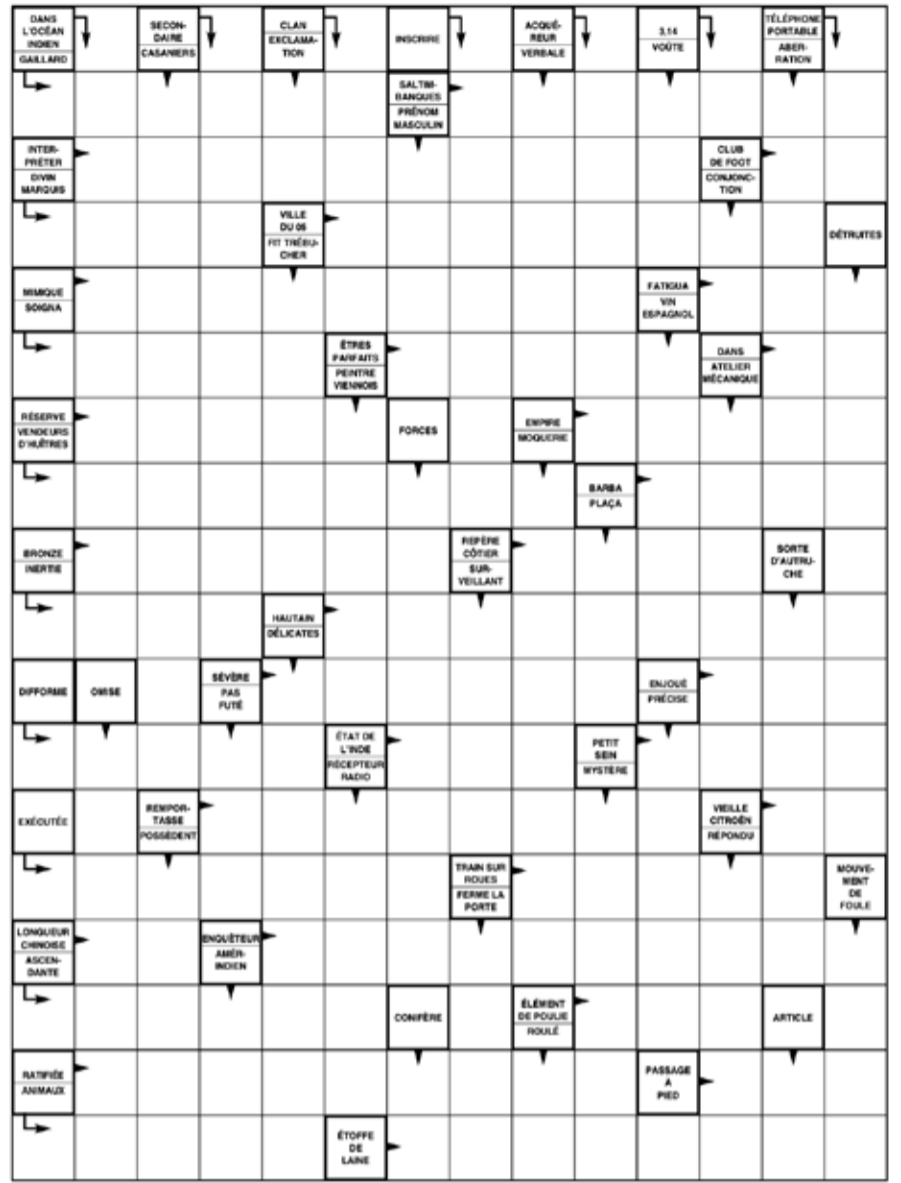 DANS
L'OCÉAN
INDIEN
GAILLARD
SECON-
DAIRE
CASANIERS
CLAN
EXCLAMA-
TION
INSCRIRE
ACQUÉ-
REUR
VERBALE
3,14
VOÛTE
TÉLÉPHONE
PORTABLE
ABER-
RATION
SALTIM-
BANQUES
PRÉNOM
MASCULIN
INTER-
PRÉTER
DIVIN
MARQUIS
CLUB
DE FOOT
CONJONC-
TION
VILLE
DU 06
FIT TRÉBU-
CHER
DÉTRUITES
MIMIQUE
SOIGNA
FATIGUA
VIN
ESPAGNOL
ÊTRES
PARFAITS
PEINTRE
VIENNOIS
DANS
ATELIER
MÉCANIQUE
RÉSERVE
VENDEURS
D'HUÎTRES
FORCES
EMPIRE
MOQUERIE
BARBA
PLAÇA
BRONZE
INERTIE
REPÈRE
CÔTIER
SUR-
VEILLANT
SORTE
D'AUTRU-
CHE
HAUTAIN
DÉLICATES
DIFFORME
OMISE
SÉVÈRE
PAS
FUTÉ
ENJOUÉ
PRÉCISE
ÉTAT DE
L'INDE
RÉCEPTEUR
RADIO
PETIT
SEIN
MYSTÈRE
EXÉCUTÉE
REMPOR-
TASSE
POSSÈDENT
VIEILLE
CITROËN
RÉPONDU
TRAIN SUR
ROUES
FERME LA
PORTE
MOUVE-
MENT
DE
FOULE
LONGUEUR
CHINOISE
ASCEN-
DANTE
ENQUÊTEUR
AMÉR-
INDIEN
CONIFÈRE
ÉLÉMENT
DE POULIE
ROULÉ
ARTICLE
RATIFIÉE
ANIMAUX
PASSAGE
A
PIED
ÉTOFFE
DE
LAINE